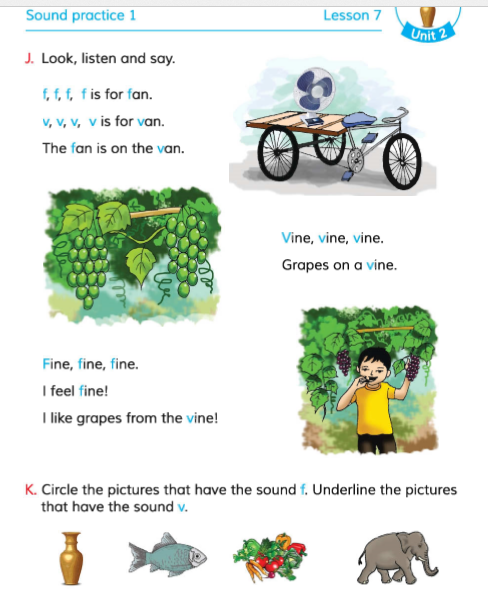 Sound practice 1
Lesson 7
Unit 2
J. Look, listen and say.
f, f, f, f is for fan.
v, v, v, v is for van.
The fan is on the van.
Vine, vine, vine.
Grapes on a vine.
Fine, fine, fine.
I feel fine!
I like grapes from the vine!
K. Circle the pictures that have the sound f. Underline the pictures
that have the sound v.